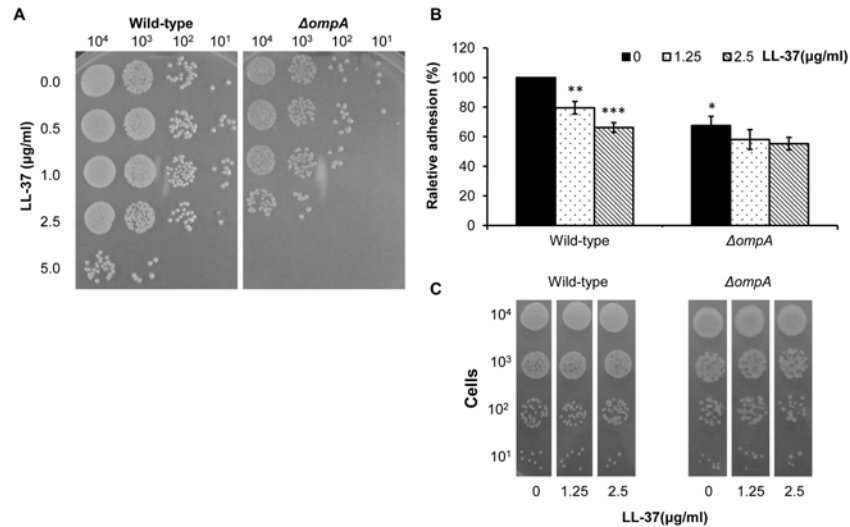 A
Wild-type
ΔompA
10⁴ 10³ 10² 10¹ 10⁴ 10³ 10² 10¹
LL-37 (µg/ml)
0.0
0.5
1.0
2.5
5.0
B
Raletive adhesion (%)
120
100
80
60
40
20
0
0 1.25 2.5 LL-37(µg/ml)
** *** *
Wild-type ΔompA
C
Wild-type ΔompA
Cells
10⁴
10³
10²
10¹
0 1.25 2.5 0 1.25 2.5
LL-37(µg/ml)